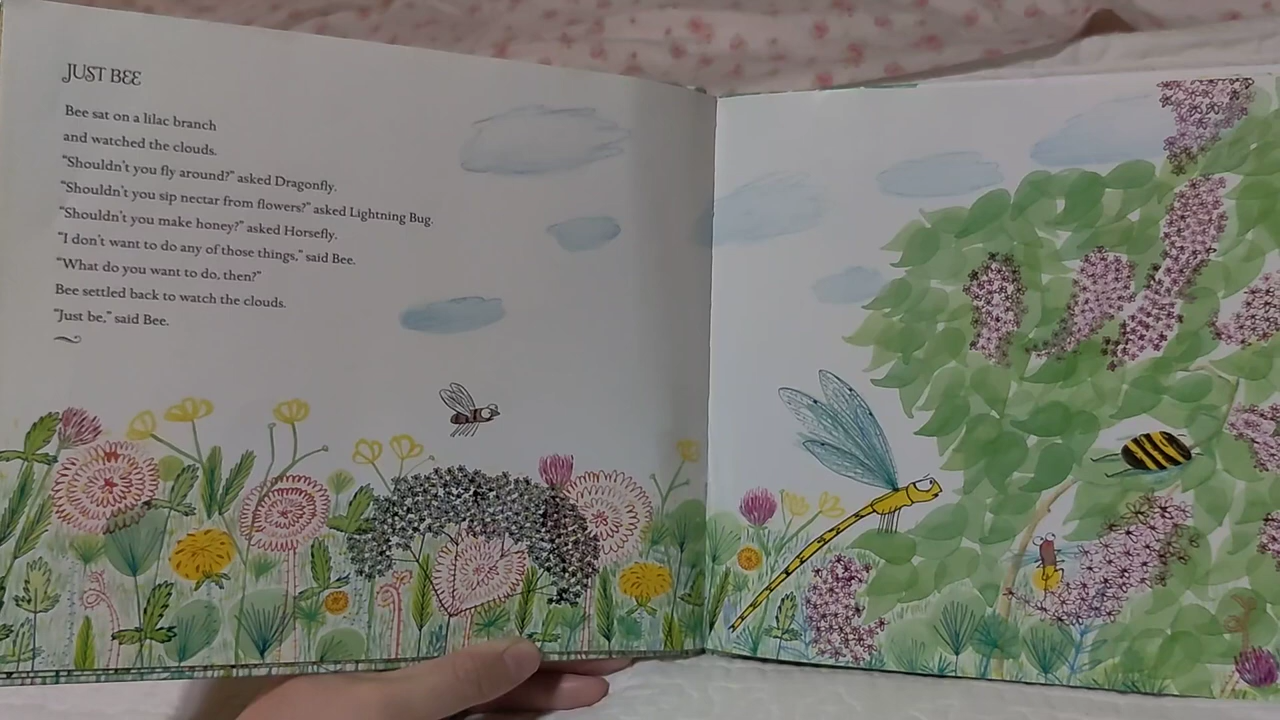 JUST BEE
Bee sat on a lilac branch
and watched the clouds.
"Shouldn't you fly around?" asked Dragonfly.
"Shouldn't you sip nectar from flowers?" asked Lightning Bug.
"Shouldn't you make honey?" asked Horsefly.
"I don't want to do any of those things," said Bee.
"What do you want to do, then?"
Bee settled back to watch the clouds.
"Just be," said Bee.